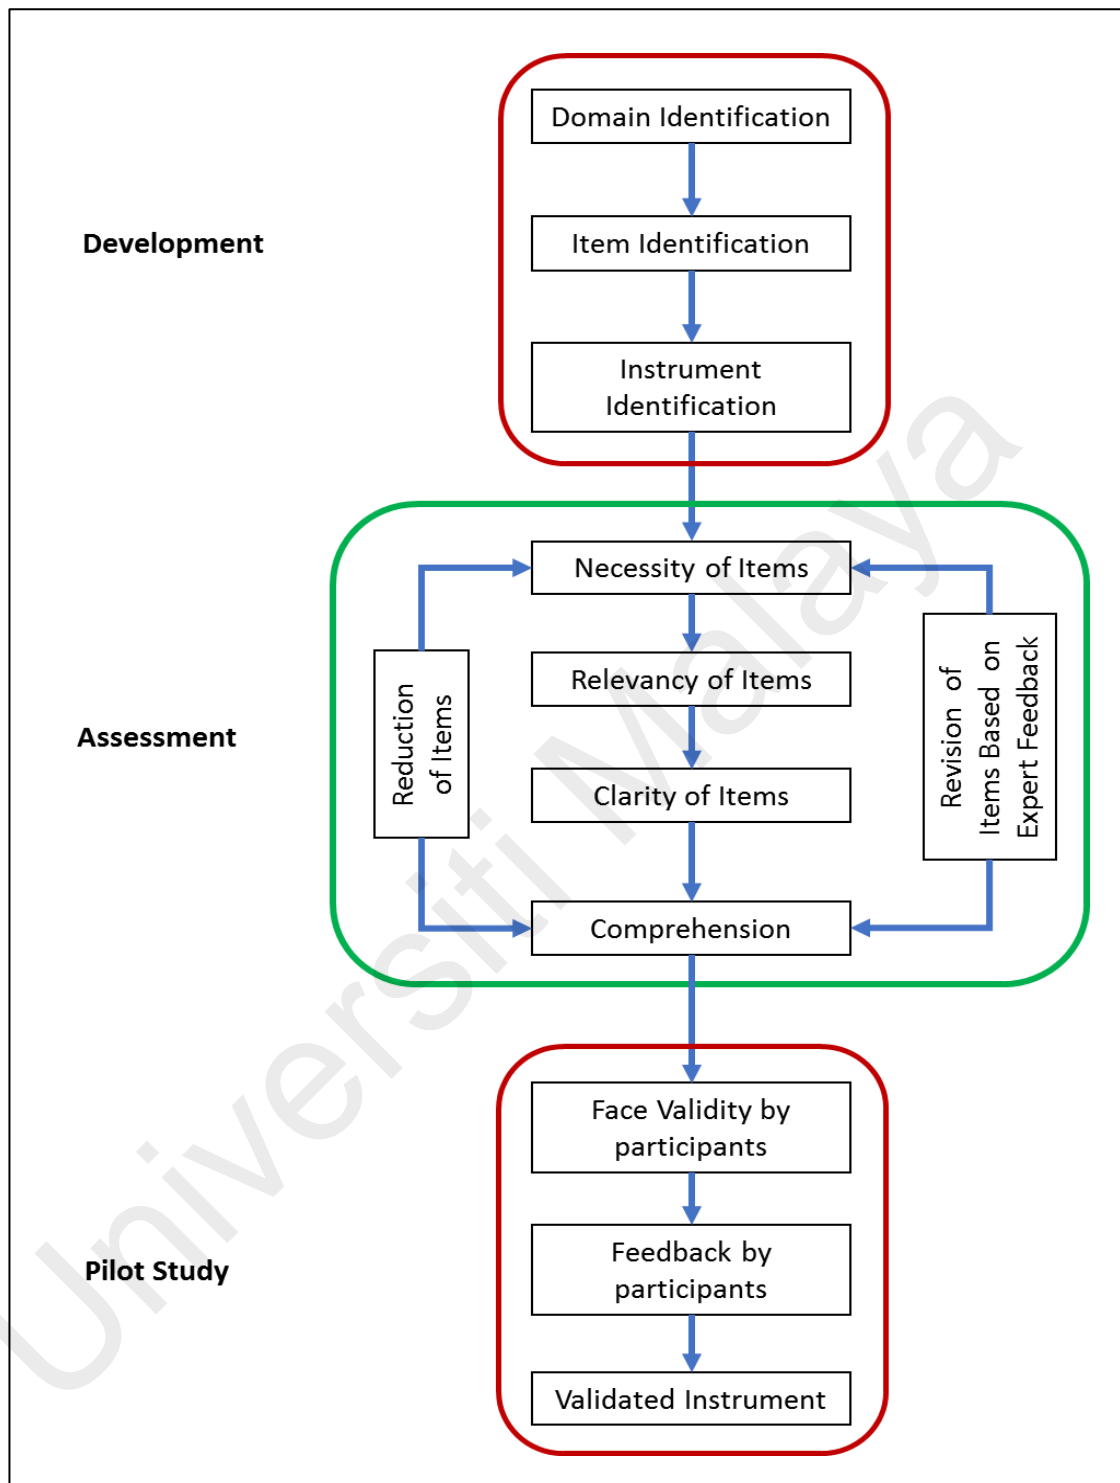 Domain Identification
Development
Item Identification
Instrument
Identification
Necessity of Items
Relevancy of Items
Assessment
Reduction
of Items
Revision of
Items Based on
Expert Feedback
Clarity of Items
Comprehension
Face Validity by
participants
Pilot Study
Feedback by
participants
Validated Instrument
Universiti Malaya